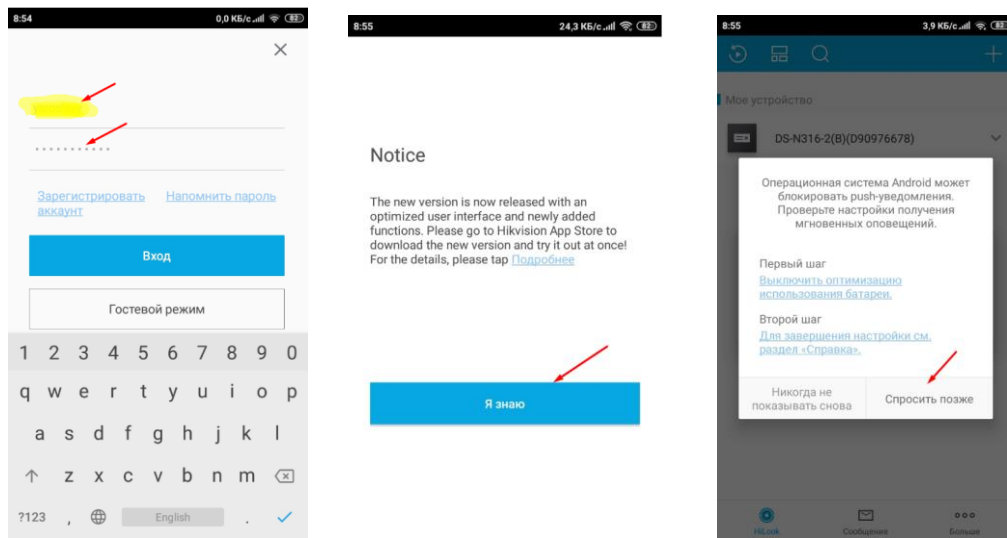 8:54
0,0 КБ/с
82
Зарегистрировать
аккаунт
Напомнить пароль
Вход
Гостевой режим
1 2 3 4 5 6 7 8 9 0
q w e r t y u i o p
a s d f g h j k l
z x c v b n m
?123 , English .
8:55
24,3 КБ/с
82
Notice
The new version is now released with an
optimized user interface and newly added
functions. Please go to Hikvision App Store to
download the new version and try it out at once!
For the details, please tap Подробнее
Я знаю
8:55
3,9 КБ/с
82
Мое устройство
DS-N316-2(B)(D90976678)
Операционная система Android может
блокировать push-уведомления.
Проверьте настройки получения
мгновенных оповещений.
Первый шаг
Выключить оптимизацию
использования батареи.
Второй шаг
Для завершения настройки см.
раздел «Справка».
Никогда не
показывать снова
Спросить позже
HiLook
Сообщение
Больше